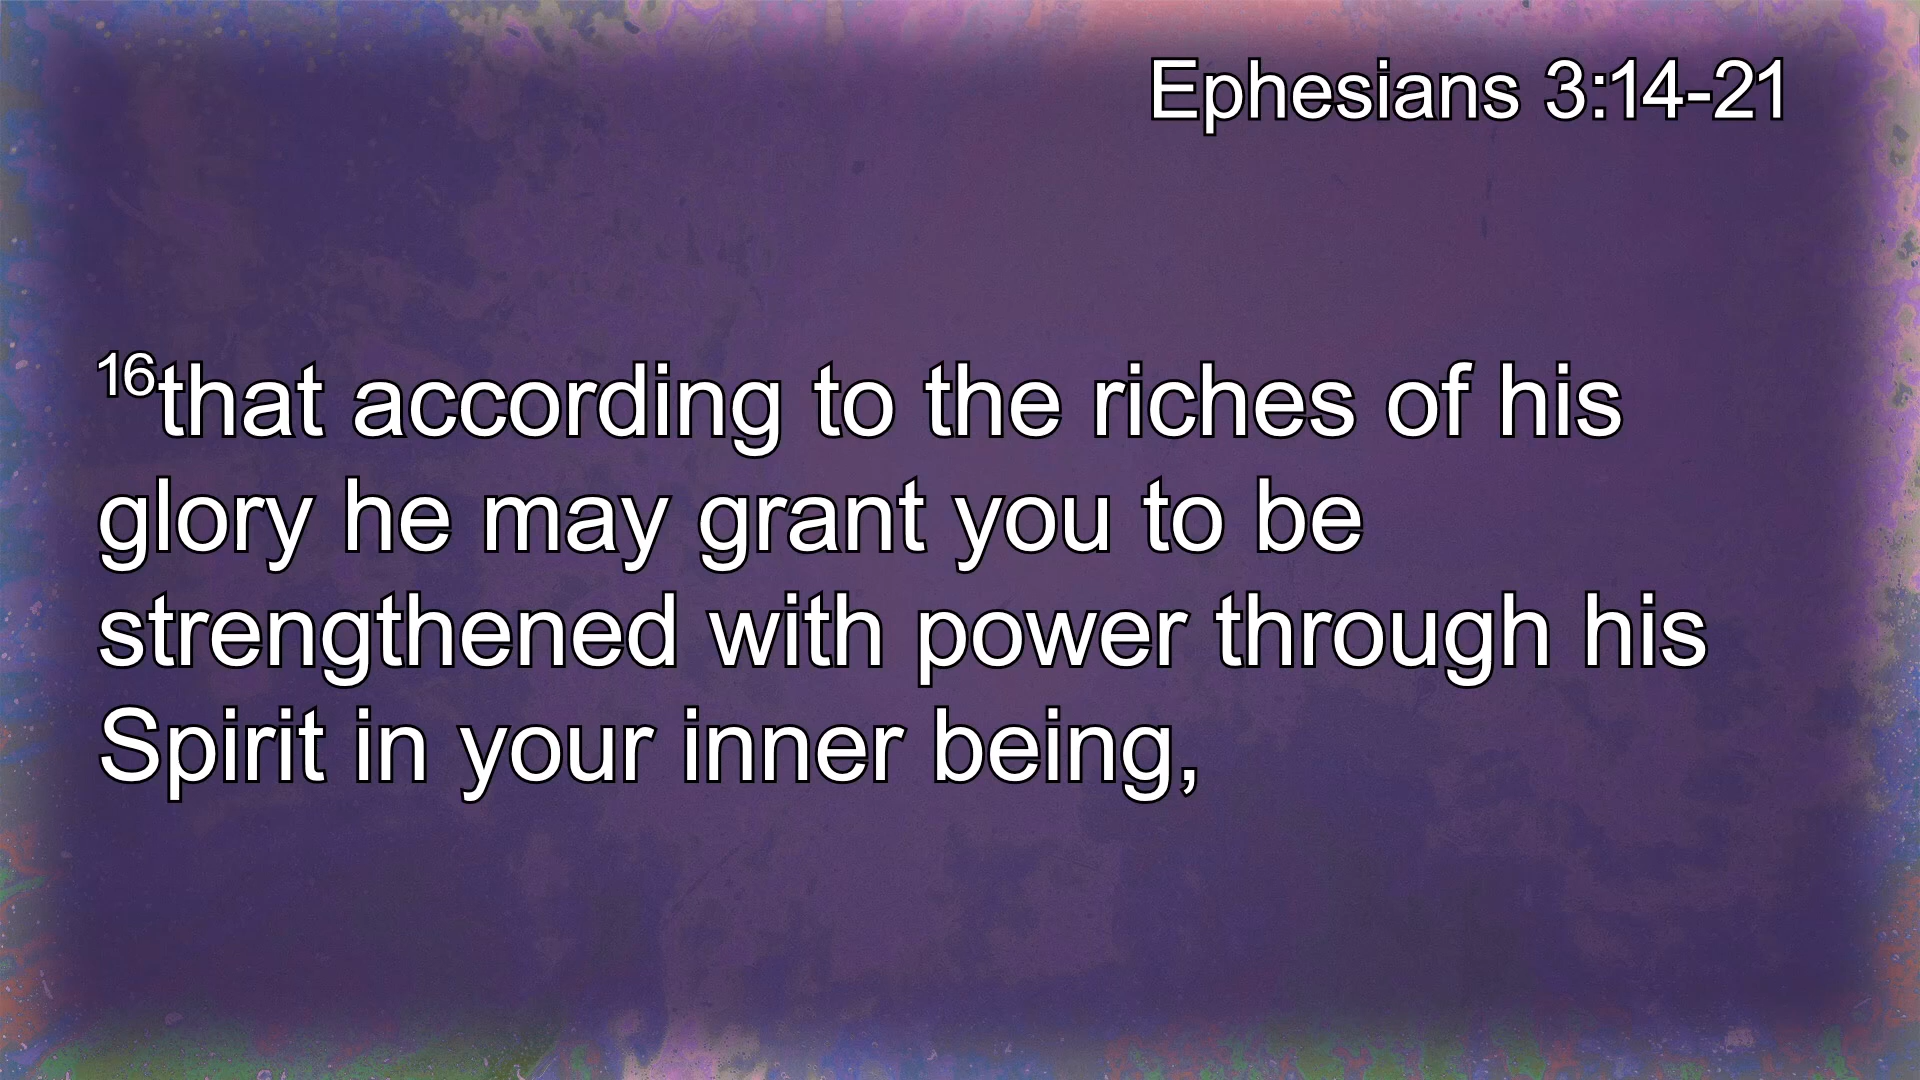 Ephesians 3:14-21
16that according to the riches of his
glory he may grant you to be
strengthened with power through his
Spirit in your inner being,